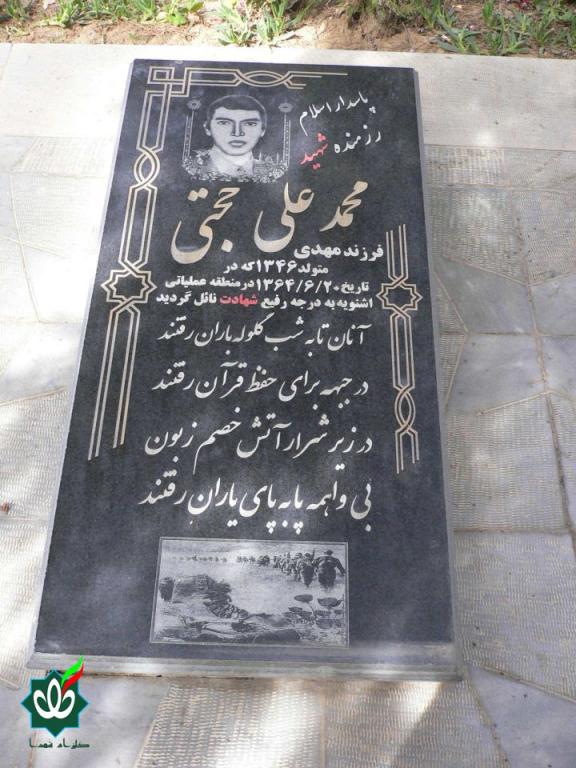 پاسدار اسلام
رزمنده شهید
محمد علی حجتی
فرزند مهدی
متولد ۱۳۴۶ که در
تاریخ ۱۳۶۴/۶/۲۰ در منطقه عملیاتی
اشنویه به درجه رفیع شهادت نائل گردید
آنان تا به شب گلوله باران رفتند
در جبهه برای حفظ قرآن رفتند
در زیر شرار آتش خصم زبون
بی واهمه پا به پای یاران رفتند
گلزار شهدا